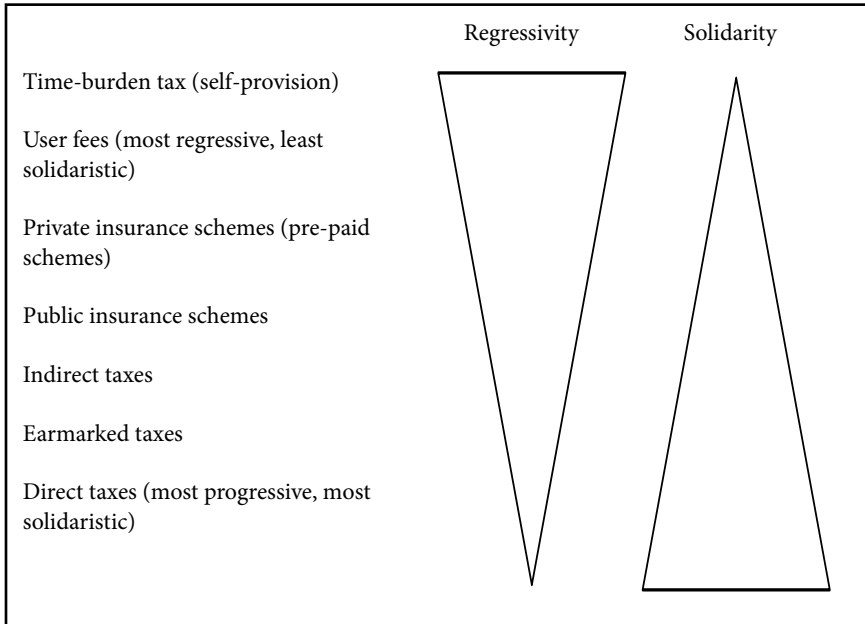 Regressivity Solidarity
Time-burden tax (self-provision)
User fees (most regressive, least
solidaristic)
Private insurance schemes (pre-paid
schemes)
Public insurance schemes
Indirect taxes
Earmarked taxes
Direct taxes (most progressive, most
solidaristic)